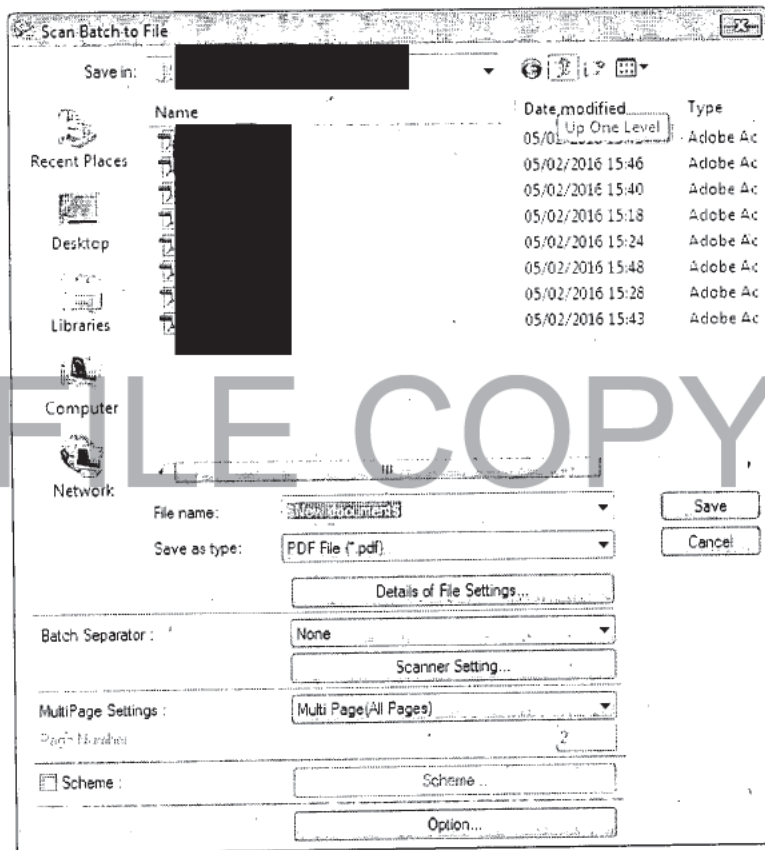 Scan Batch to File
Save in:
Name
Date modified
Type
Up One Level
05/0
Adobe Ac
05/02/2016 15:46
Adobe Ac
05/02/2016 15:40
Adobe Ac
05/02/2016 15:18
Adobe Ac
05/02/2016 15:24
Adobe Ac
05/02/2016 15:48
Adobe Ac
05/02/2016 15:28
Adobe Ac
05/02/2016 15:43
Adobe Ac
Recent Places
Desktop
Libraries
Computer
Network
FILE COPY
File name:
Save
Save as type:
PDF File (*.pdf)
Cancel
Details of File Settings...
Batch Separator :
None
Scanner Setting...
MultiPage Settings :
Multi Page(All Pages)
Page Number
2
Scheme :
Scheme...
Option...